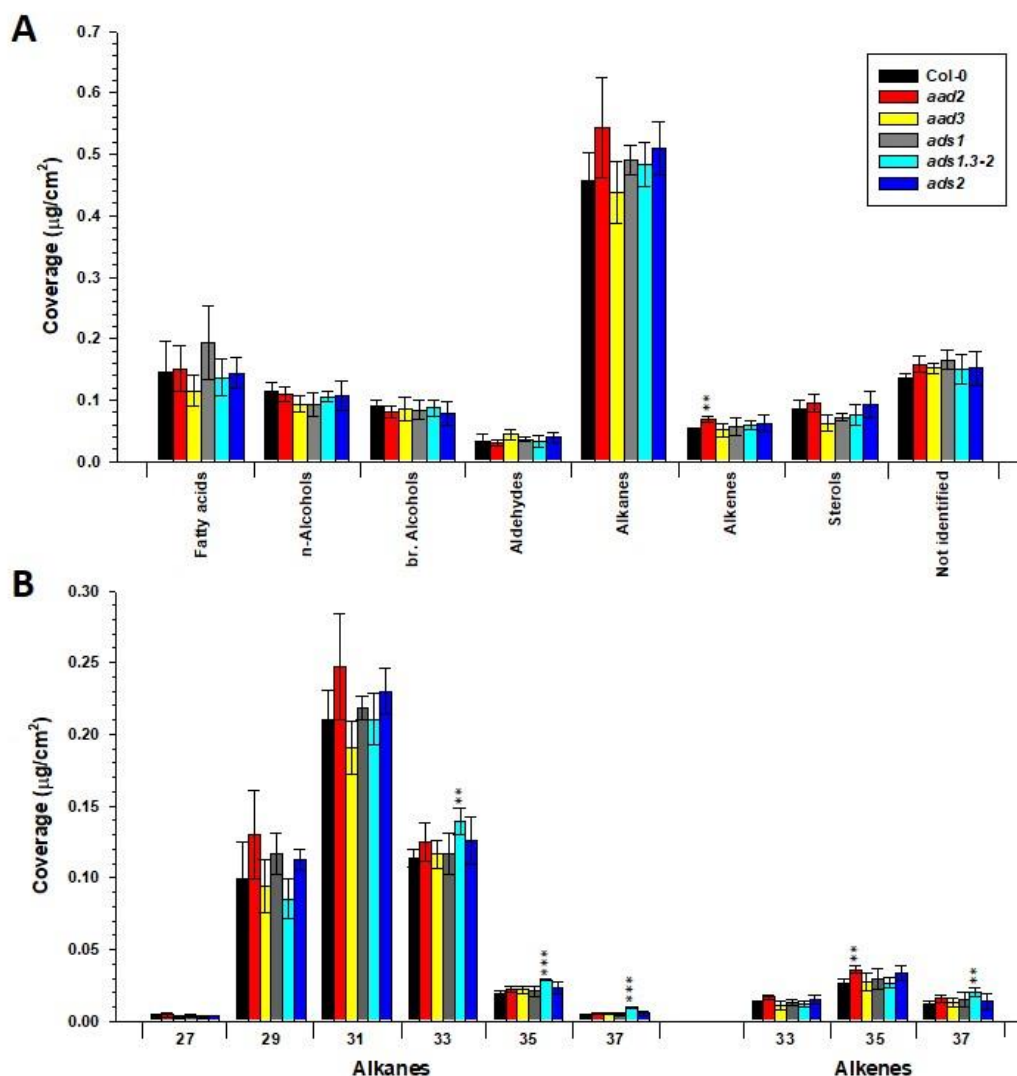 A
0.7
0.6
0.5
0.4
0.3
0.2
0.1
0.0
Coverage (µg/cm²)
Col-0
aad2
aad3
ads1
ads1.3-2
ads2
**
Fatty acids
n-Alcohols
br. Alcohols
Aldehydes
Alkanes
Alkenes
Sterols
Not identified
B
0.30
0.25
0.20
0.15
0.10
0.05
0.00
Coverage (µg/cm²)
**
***
***
**
**
27 29 31 33 35 37 33 35 37
Alkanes Alkenes